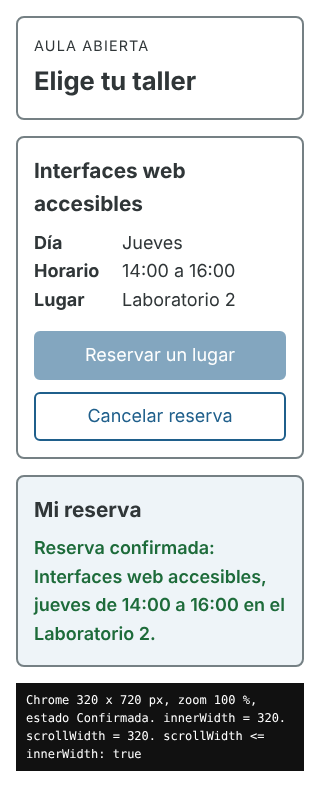 AULA ABIERTA
Elige tu taller
Interfaces web
accesibles
Día Jueves
Horario 14:00 a 16:00
Lugar Laboratorio 2
Reservar un lugar
Cancelar reserva
Mi reserva
Reserva confirmada:
Interfaces web accesibles,
jueves de 14:00 a 16:00 en el
Laboratorio 2.
Chrome 320 x 720 px, zoom 100 %,
estado Confirmada. innerWidth = 320.
scrollWidth = 320. scrollWidth <=
innerWidth: true